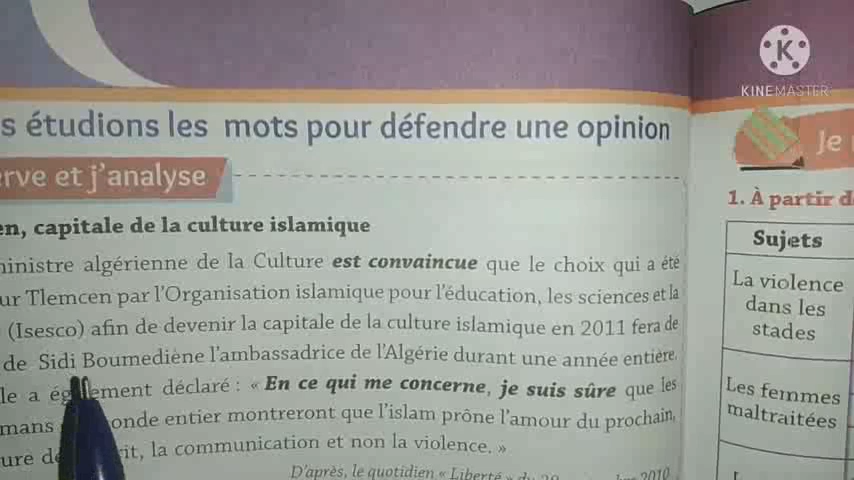 s étudions les mots pour défendre une opinion
erve et j'analyse
en, capitale de la culture islamique
ministre algérienne de la Culture est convaincue que le choix qui a été
ur Tlemcen par l'Organisation islamique pour l'éducation, les sciences et la
(Isesco) afin de devenir la capitale de la culture islamique en 2011 fera de
de Sidi Boumediène l'ambassadrice de l'Algérie durant une année entière.
le a également déclaré : « En ce qui me concerne, je suis sûre que les
mans onde entier montreront que l'islam prône l'amour du prochain,
ure de rit, la communication et non la violence. »
D'après, le quotidien « Liberté » du 2010
KINEMASTER
Je
1. À partir d
Sujets
La violence
dans les
stades
Les femmes
maltraitées